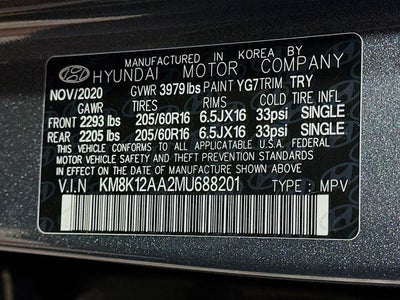 MANUFACTURED IN KOREA BY
HYUNDAI MOTOR COMPANY
NOV/2020 GVWR 3979lbs PAINT YG7 TRIM TRY
GAWR TIRES RIMS COLD TIRE INFL
FRONT 2293 lbs 205/60R16 6.5JX16 33psi SINGLE
REAR 2205 lbs 205/60R16 6.5JX16 33psi SINGLE
THIS VEHICLE CONFORMS TO ALL APPLICABLE U.S.A. FEDERAL
MOTOR VEHICLE SAFETY, BUMPER, AND THEFT PREVENTION
STANDARDS IN EFFECT ON THE DATE OF MANUFACTURE SHOWN ABOVE.
V.I.N KM8K12AA2MU688201 TYPE : MPV